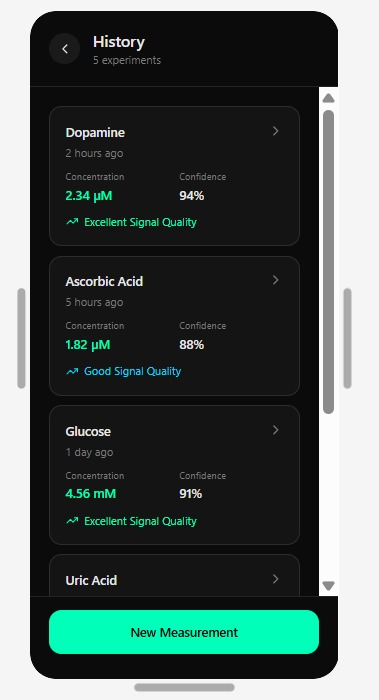 History
5 experiments
Dopamine
2 hours ago
Concentration Confidence
2.34 μM 94%
Excellent Signal Quality
Ascorbic Acid
5 hours ago
Concentration Confidence
1.82 μM 88%
Good Signal Quality
Glucose
1 day ago
Concentration Confidence
4.56 mM 91%
Excellent Signal Quality
Uric Acid
New Measurement